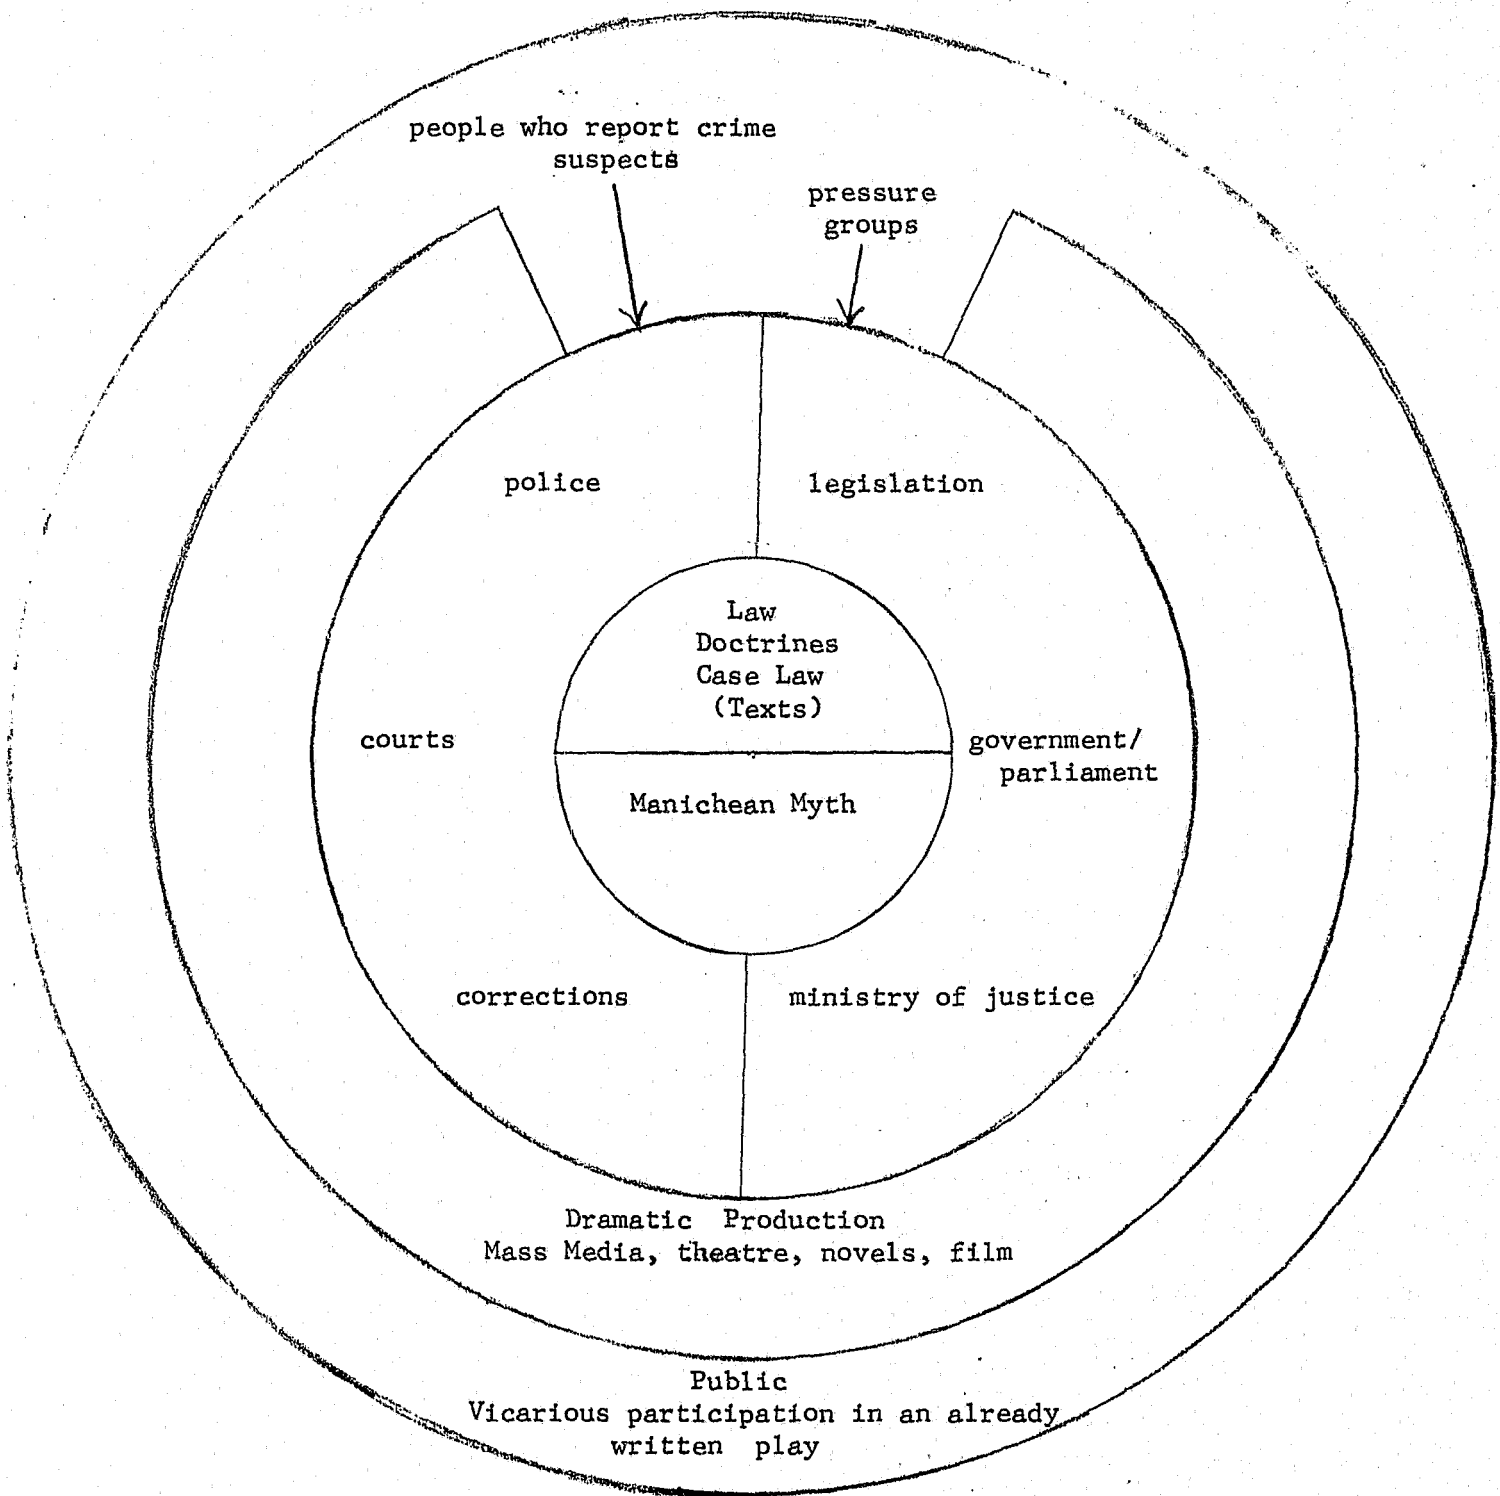 people who report crime
suspects
pressure
groups
police
legislation
Law
Doctrines
Case Law
(Texts)
courts
government/
parliament
Manichean Myth
corrections
ministry of justice
Dramatic Production
Mass Media, theatre, novels, film
Public
Vicarious participation in an already
written play